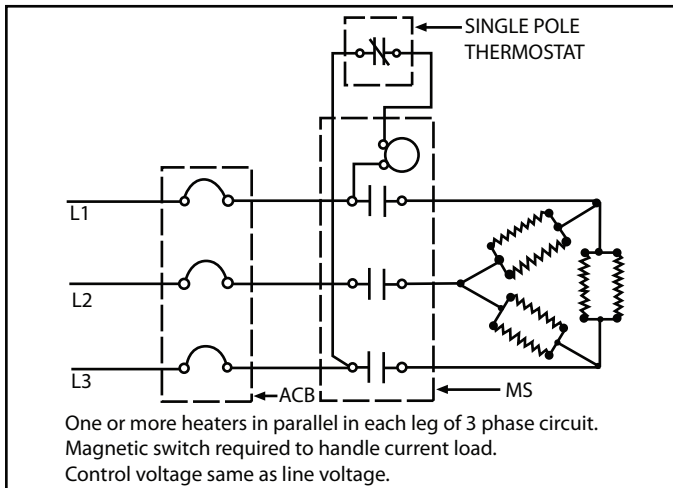 SINGLE POLE
THERMOSTAT
L1
L2
L3
ACB
MS
One or more heaters in parallel in each leg of 3 phase circuit.
Magnetic switch required to handle current load.
Control voltage same as line voltage.